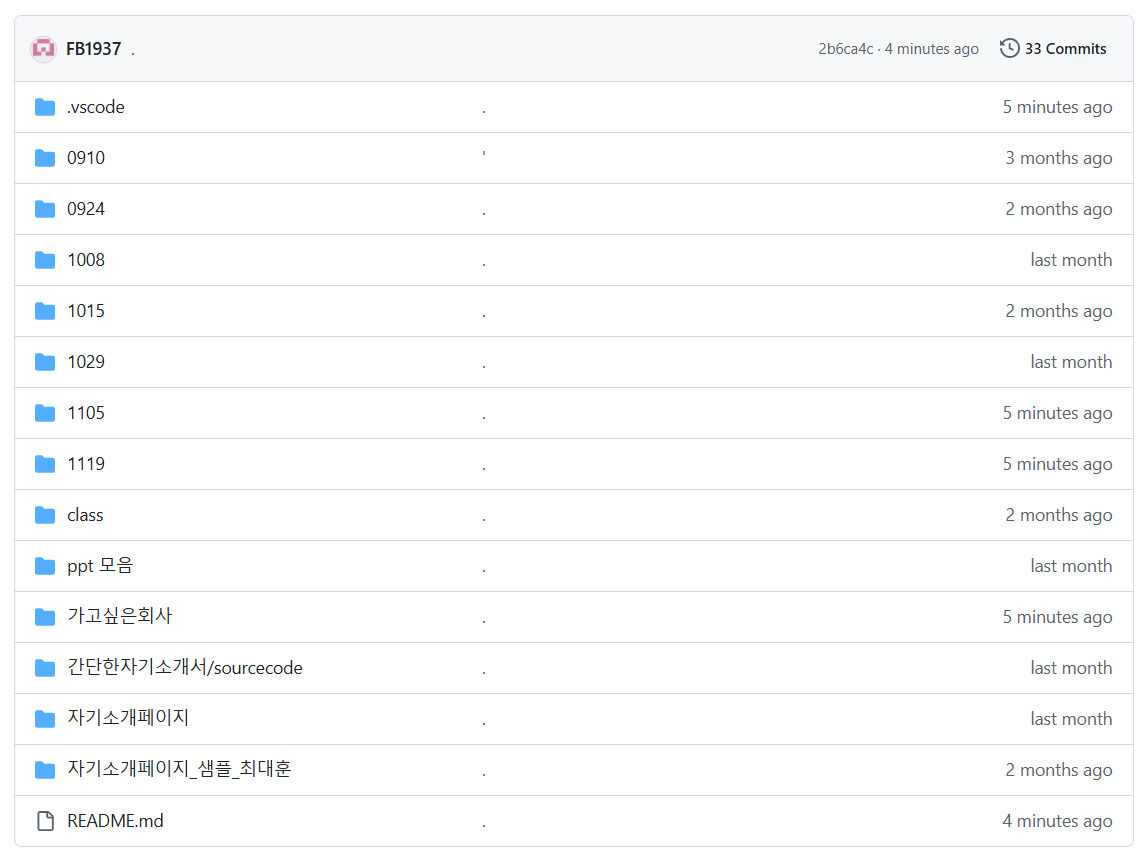 FB1937 . 2b6ca4c · 4 minutes ago 33 Commits
.vscode . 5 minutes ago
0910 ' 3 months ago
0924 . 2 months ago
1008 . last month
1015 . 2 months ago
1029 . last month
1105 . 5 minutes ago
1119 . 5 minutes ago
class . 2 months ago
ppt 모음 . last month
가고싶은회사 . 5 minutes ago
간단한자기소개서/sourcecode . last month
자기소개페이지 . last month
자기소개페이지_샘플_최대훈 . 2 months ago
README.md . 4 minutes ago